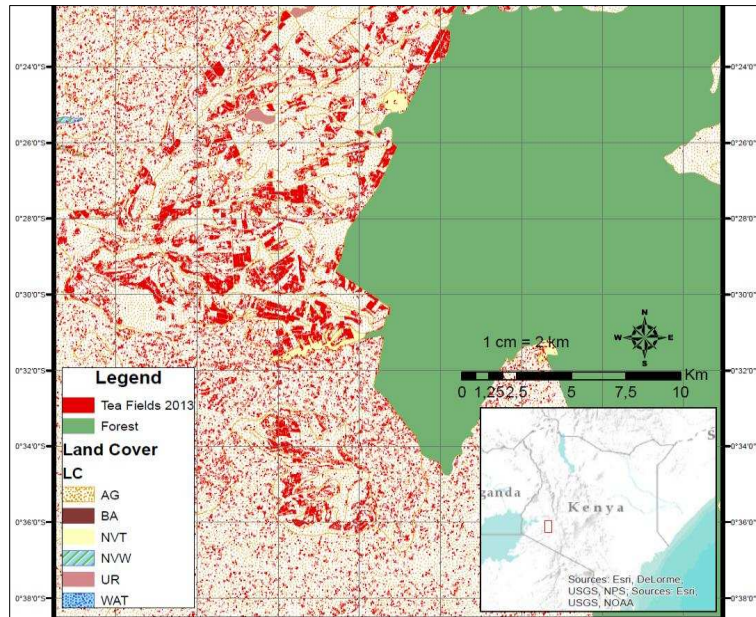 0°24'0"S
0°24'0"S
0°26'0"S
0°26'0"S
0°28'0"S
0°28'0"S
0°30'0"S
0°30'0"S
0°32'0"S
0°32'0"S
0°34'0"S
0°34'0"S
0°36'0"S
0°36'0"S
0°38'0"S
0°38'0"S
N
W E
S
1 cm = 2 km
Km
0 1.25 2.5 5 7.5 10
Legend
Tea Fields 2013
Forest
Land Cover
LC
AG
BA
NVT
NVW
UR
WAT
S
ganda
Kenya
Sources: Esri, DeLorme,
USGS, NPS; Sources: Esri,
USGS, NOAA